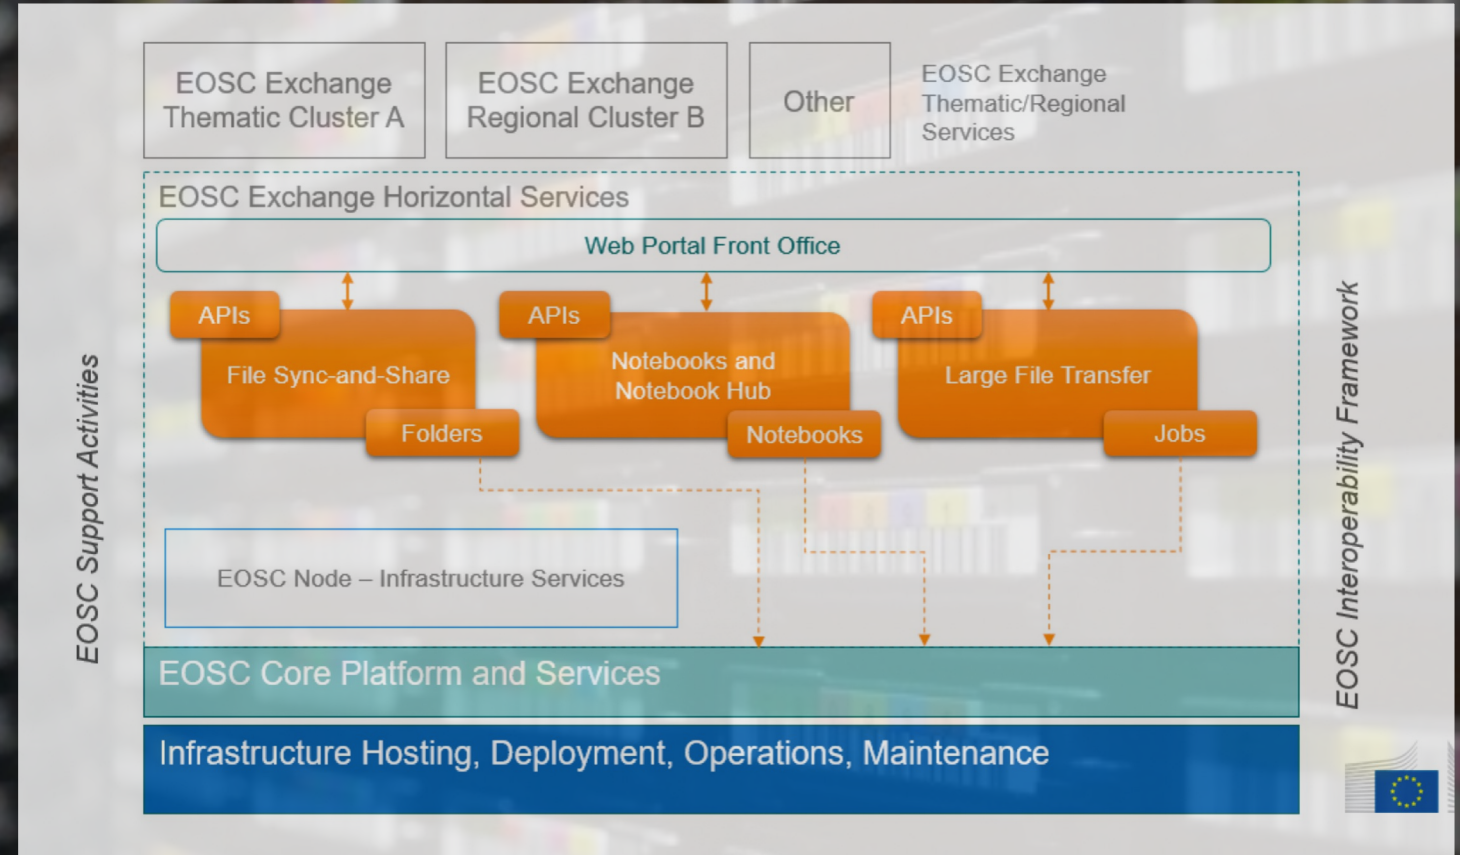 EOSC Exchange
Thematic Cluster A
EOSC Exchange
Regional Cluster B
Other
EOSC Exchange
Thematic/Regional
Services
EOSC Exchange Horizontal Services
Web Portal Front Office
APIs
File Sync-and-Share
Folders
APIs
Notebooks and
Notebook Hub
Notebooks
APIs
Large File Transfer
Jobs
EOSC Support Activities
EOSC Interoperability Framework
EOSC Node – Infrastructure Services
EOSC Core Platform and Services
Infrastructure Hosting, Deployment, Operations, Maintenance